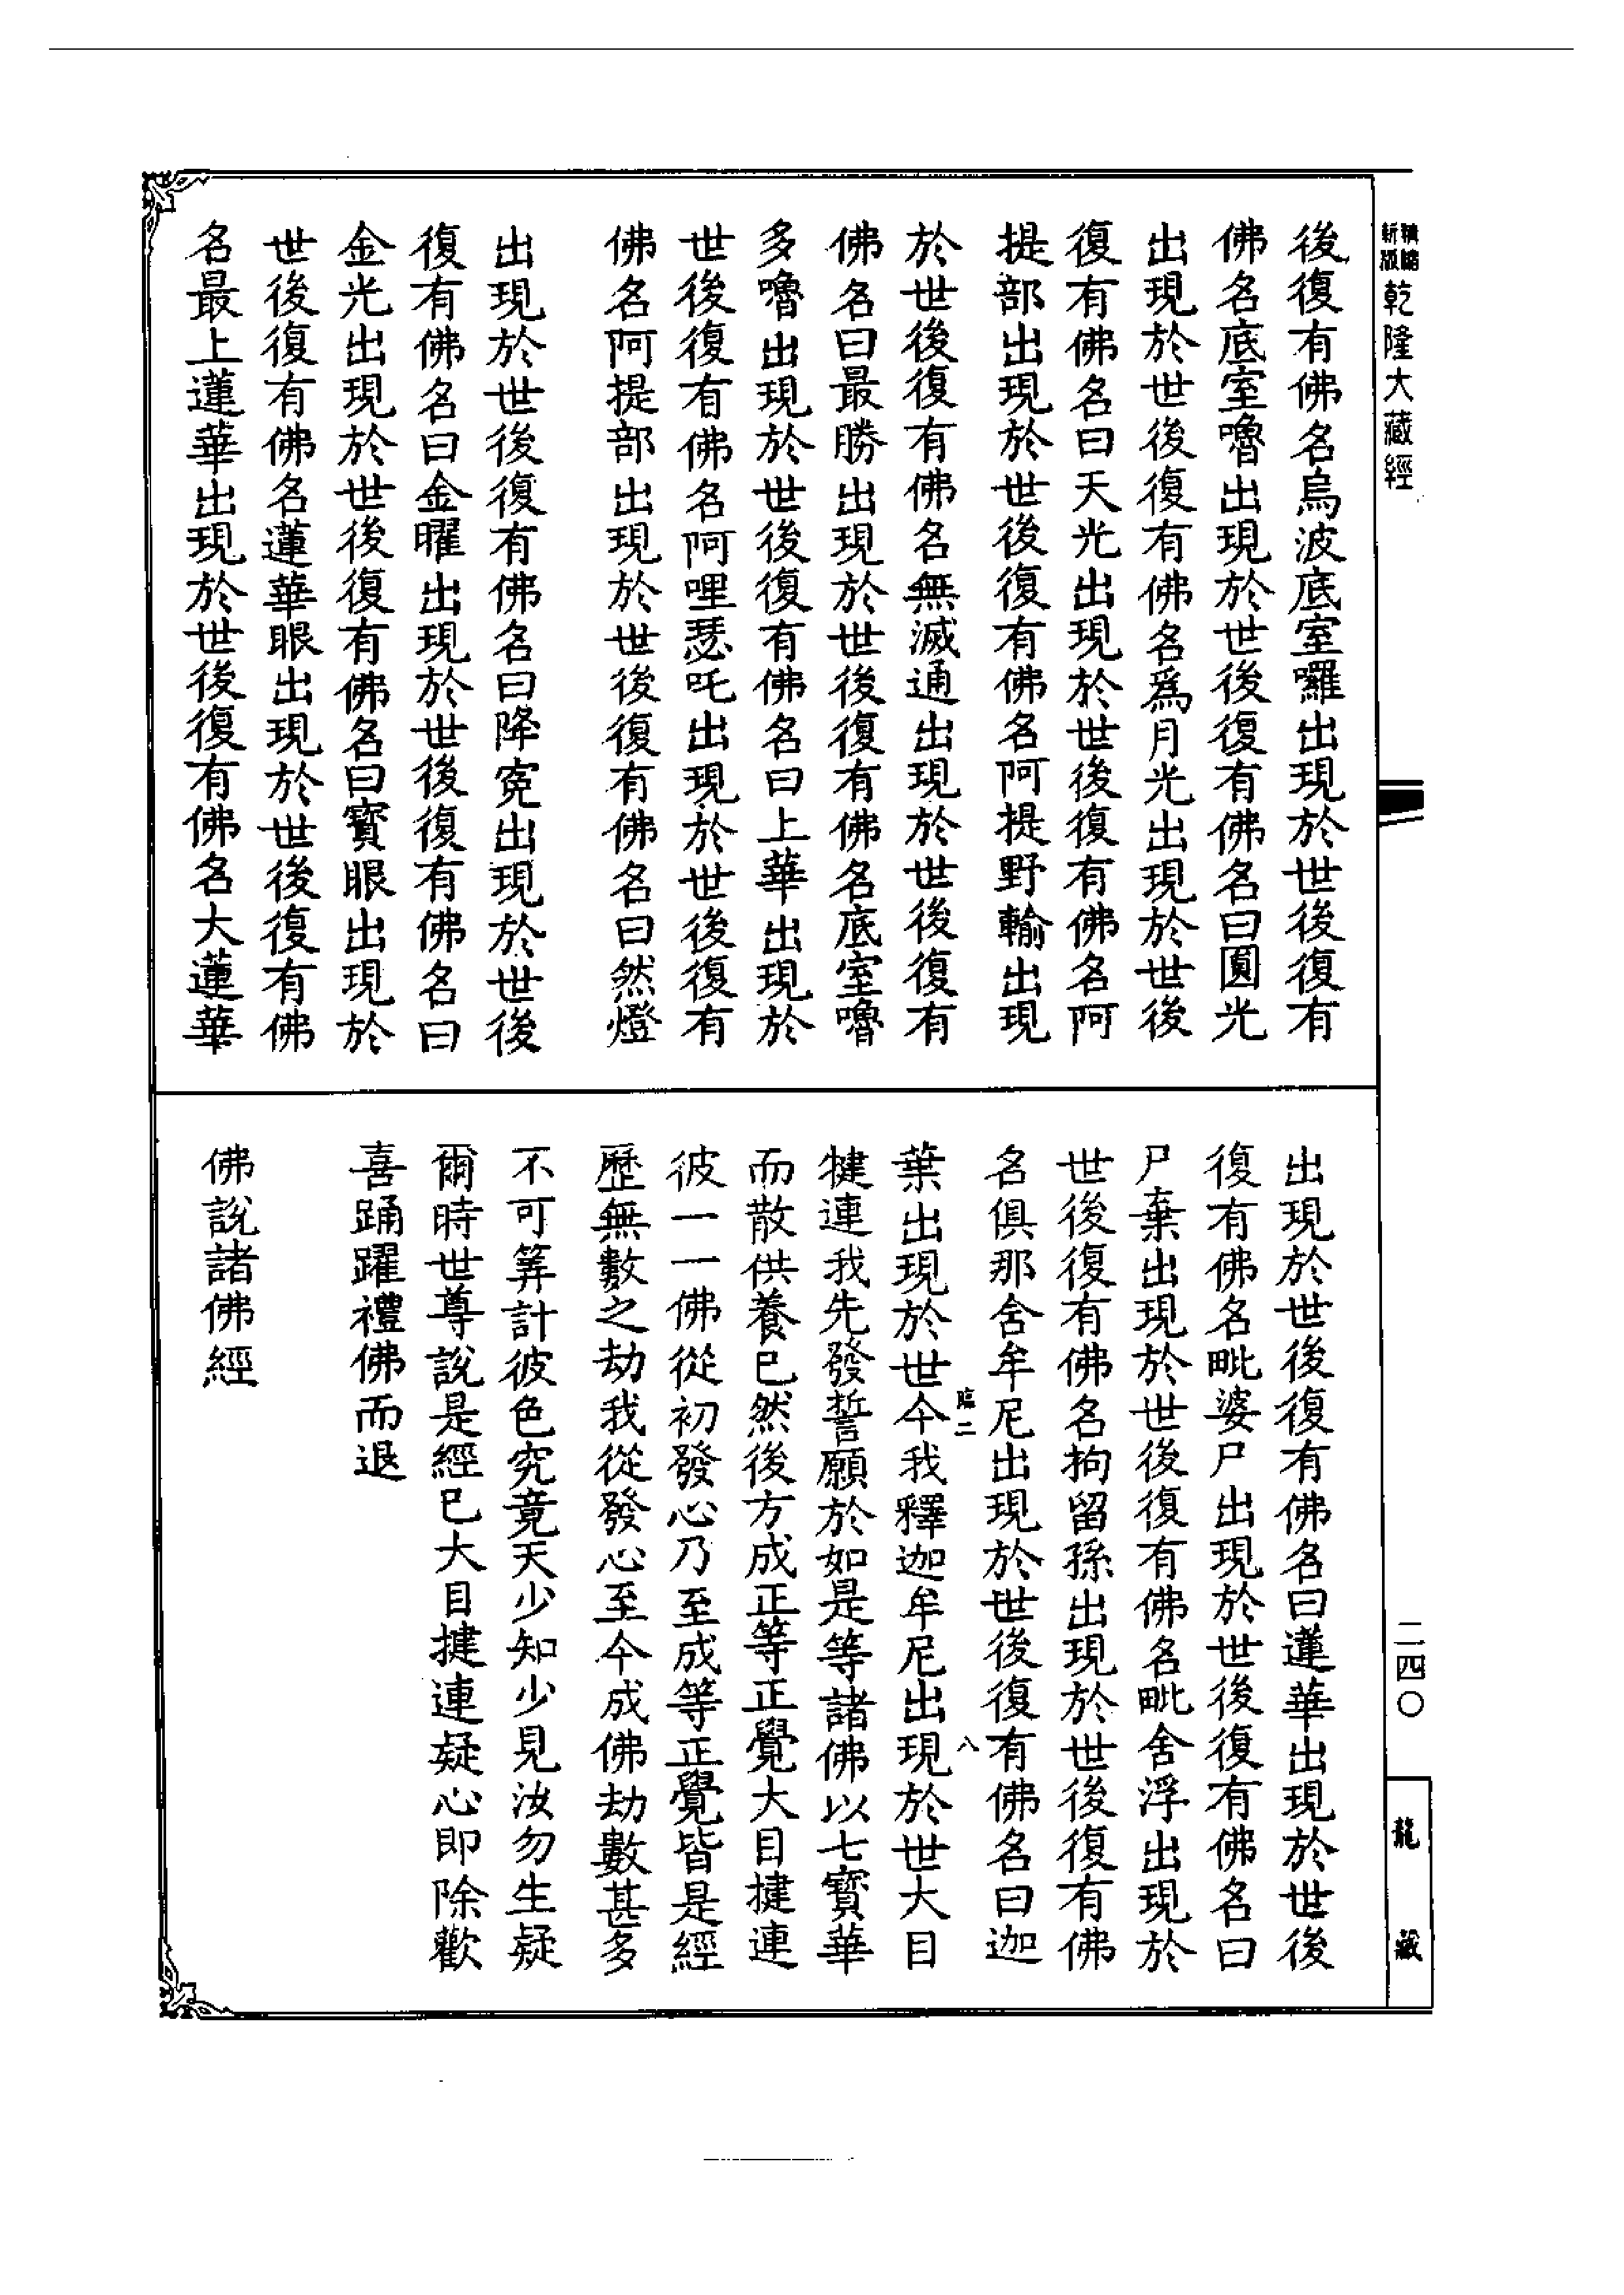 新版乾隆大藏經
後復有佛名烏波底室囉出現於世後復有
佛名底室嚕出現於世後復有佛名曰圓光
出現於世後復有佛名爲月光出現於世後
復有佛名曰天光出現於世後復有佛名阿
提部出現於世後復有佛名阿提野輸出現
於世後復有佛名無滅通出現於世後復有
佛名曰最勝出現於世後復有佛名底室嚕
多嚕出現於世後復有佛名曰上華出現於
世後復有佛名阿哩瑟吒出現於世後復有
佛名阿提部出現於世後復有佛名曰然燈
出現於世後復有佛名曰降寃出現於世後
復有佛名曰金曜出現於世後復有佛名曰
金光出現於世後復有佛名曰寳眼出現於
世後復有佛名蓮華眼出現於世後復有佛
名最上蓮華出現於世後復有佛名大蓮華
出現於世後復有佛名曰蓮華出現於世後
復有佛名毗婆尸出現於世後復有佛名曰
尸棄出現於世後復有佛名毗舍浮出現於
世後復有佛名拘留孫出現於世後復有佛
名俱那舍牟尼出現於世後復有佛名曰迦
臨二 八
葉出現於世今我釋迦牟尼出現於世大目
犍連我先發誓願於如是等諸佛以七寳華
而散供養已然後方成正等正覺大目揵連
彼一一佛從初發心乃至成等正覺皆是經
歷無數之劫我從發心至今成佛劫數甚多
不可筭計彼色究竟天少知少見汝勿生疑
爾時世尊說是經已大目揵連疑心即除歡
喜踊躍禮佛而退
佛說諸佛經
二四〇
龍藏